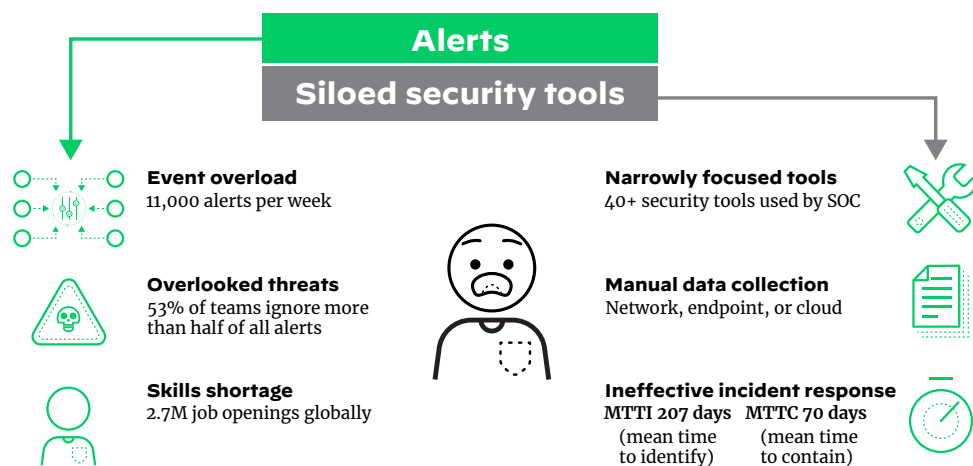 Alerts
Siloed security tools
Event overload
11,000 alerts per week
Overlooked threats
53% of teams ignore more
than half of all alerts
Skills shortage
2.7M job openings globally
Narrowly focused tools
40+ security tools used by SOC
Manual data collection
Network, endpoint, or cloud
Ineffective incident response
MTTI 207 days MTTC 70 days
(mean time (mean time
to identify) to contain)